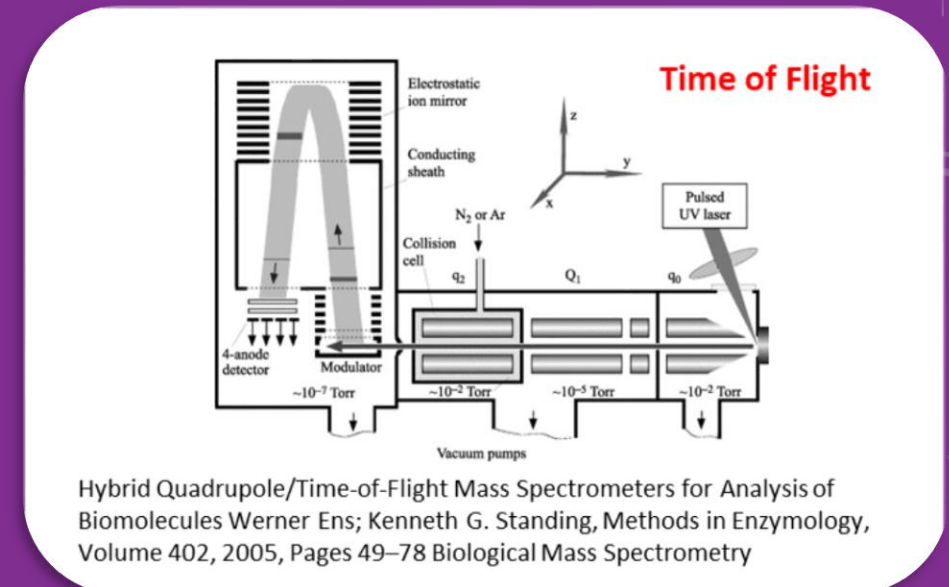 Time of Flight
Electrostatic
ion mirror
Conducting
sheath
z
y
x
Pulsed
UV laser
N₂ or Ar
Collision
cell
q₂
Q₁
q₀
4-anode
detector
Modulator
~10⁻⁷ Torr
~10⁻² Torr
~10⁻⁵ Torr
~10⁻² Torr
Vacuum pumps
Hybrid Quadrupole/Time-of-Flight Mass Spectrometers for Analysis of
Biomolecules Werner Ens; Kenneth G. Standing, Methods in Enzymology,
Volume 402, 2005, Pages 49–78 Biological Mass Spectrometry